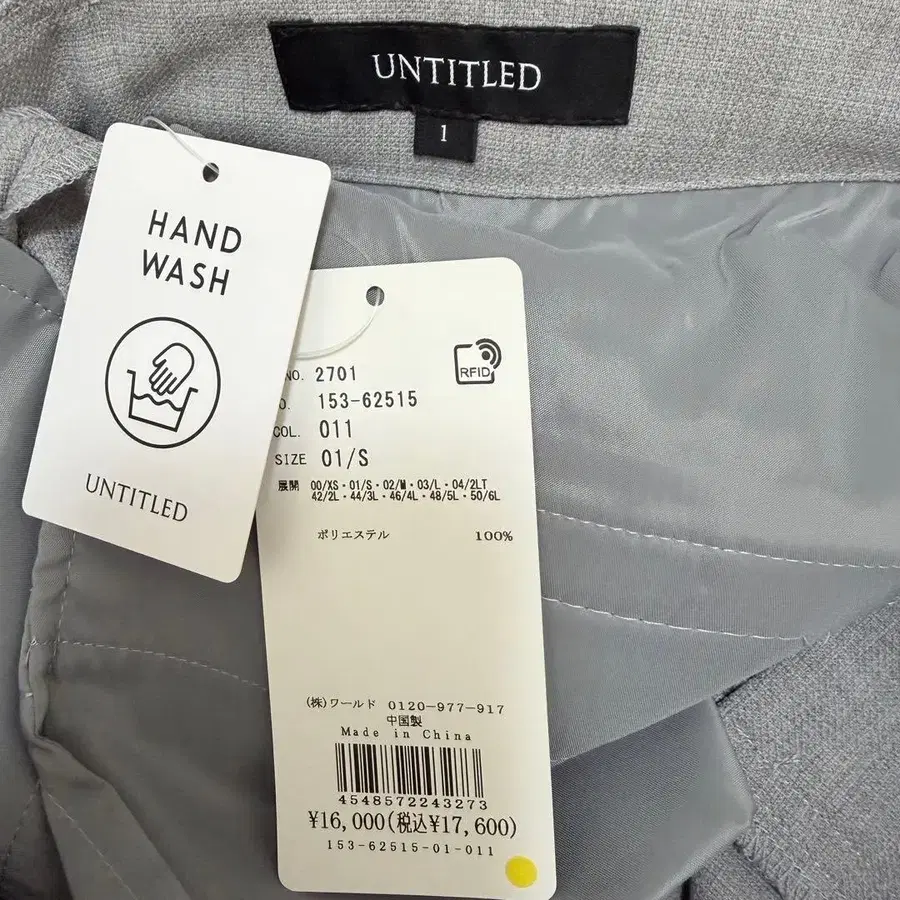 UNTITLED
1
HAND
WASH
UNTITLED
RFID
NO. 2701
O. 153-62515
COL. 011
SIZE 01/S
展開 00/XS・01/S・02/M・03/L・04/2LT
42/2L・44/3L・46/4L・48/5L・50/6L
ポリエステル 100%
(株)ワールド 0120-977-917
中国製
Made in China
4548572243273
¥16,000(税込¥17,600)
153-62515-01-011